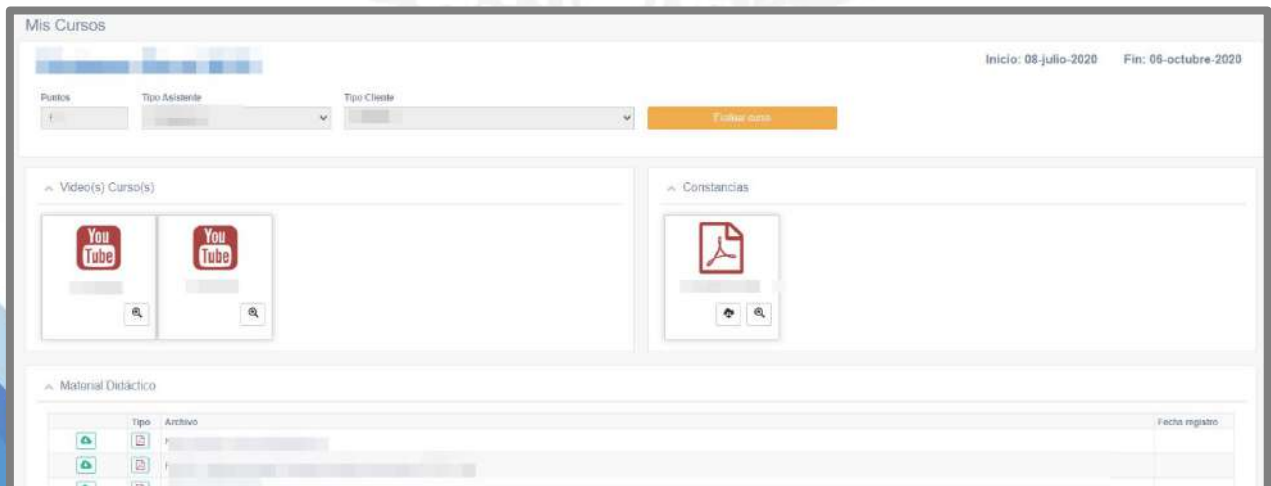 Mis Cursos
Inicio: 08-julio-2020 Fin: 06-octubre-2020
Puntos Tipo Asistente Tipo Cliente
Video(s) Curso(s)
Constancias
You
Tube
You
Tube
Material Didáctico
Tipo Archivo Fecha registro